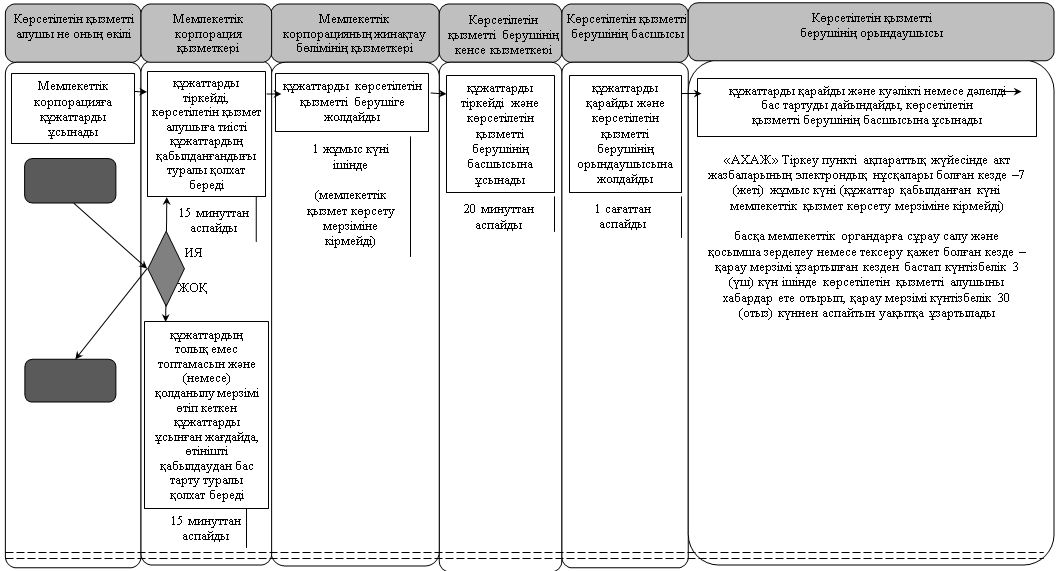 Көрсетілетін қызметті
алушы не оның өкілі
Мемлекеттік
корпорация
қызметкері
Мемлекеттік
корпорацияның жинақтау
бөлімінің қызметкері
Көрсетілетін
қызметті берушінің
кенсе кызметкері
Көрсетілетін қызметті
берушінің басшысы
Көрсетілетін қызметті
берушінің орындаушысы
Мемлекеттік
корпорацияға
құжаттарды
ұсынады
құжаттарды
тіркейді,
көрсетілетін қызмет
алушыға тиісті
құжаттардың
қабылданғандығы
туралы қолхат
береді
15 минуттан
аспайды
ИЯ
ЖОҚ
құжаттардың
толық емес
топтамасын және
(немесе)
қолданылу мерзімі
өтіп кеткен
құжаттарды
ұсынған жағдайда,
өтінішті
қабылдаудан бас
тарту туралы
қолхат береді
15 минуттан
аспайды
құжаттарды көрсетілетін
қызметті берушіге
жолдайды
1 жұмыс күні
ішінде
(мемлекеттік
қызмет көрсету
мерзіміне
кірмейді)
құжаттарды
тіркейді және
көрсетілетін
қызметті
берушінің
басшысына
ұсынады
20 минуттан
аспайды
құжаттарды
қарайды және
көрсетілетін
қызметті
берушінің
орындаушысына
жолдайды
1 сағаттан
аспайды
құжаттарды қарайды және куәлікті немесе дәлелді
бас тартуды дайындайды, көрсетілетін
қызметті берушінің басшысына ұсынады
«АХАЖ» Тіркеу пункті ақпараттық жүйесінде акт
жазбаларының электрондық нұсқалары болған кезде –7
(жеті) жұмыс күні (құжаттар қабылданған күні
мемлекеттік қызмет көрсету мерзіміне кірмейді)
басқа мемлекеттік органдарға сұрау салу және
қосымша зерделеу немесе тексеру қажет болған кезде –
қарау мерзімі ұзартылған кезден бастап күнтізбелік 3
(үш) күн ішінде көрсетілетін қызметті алушыны
хабардар ете отырып, қарау мерзімі күнтізбелік 30
(отыз) күннен аспайтын уақытқа ұзартылады